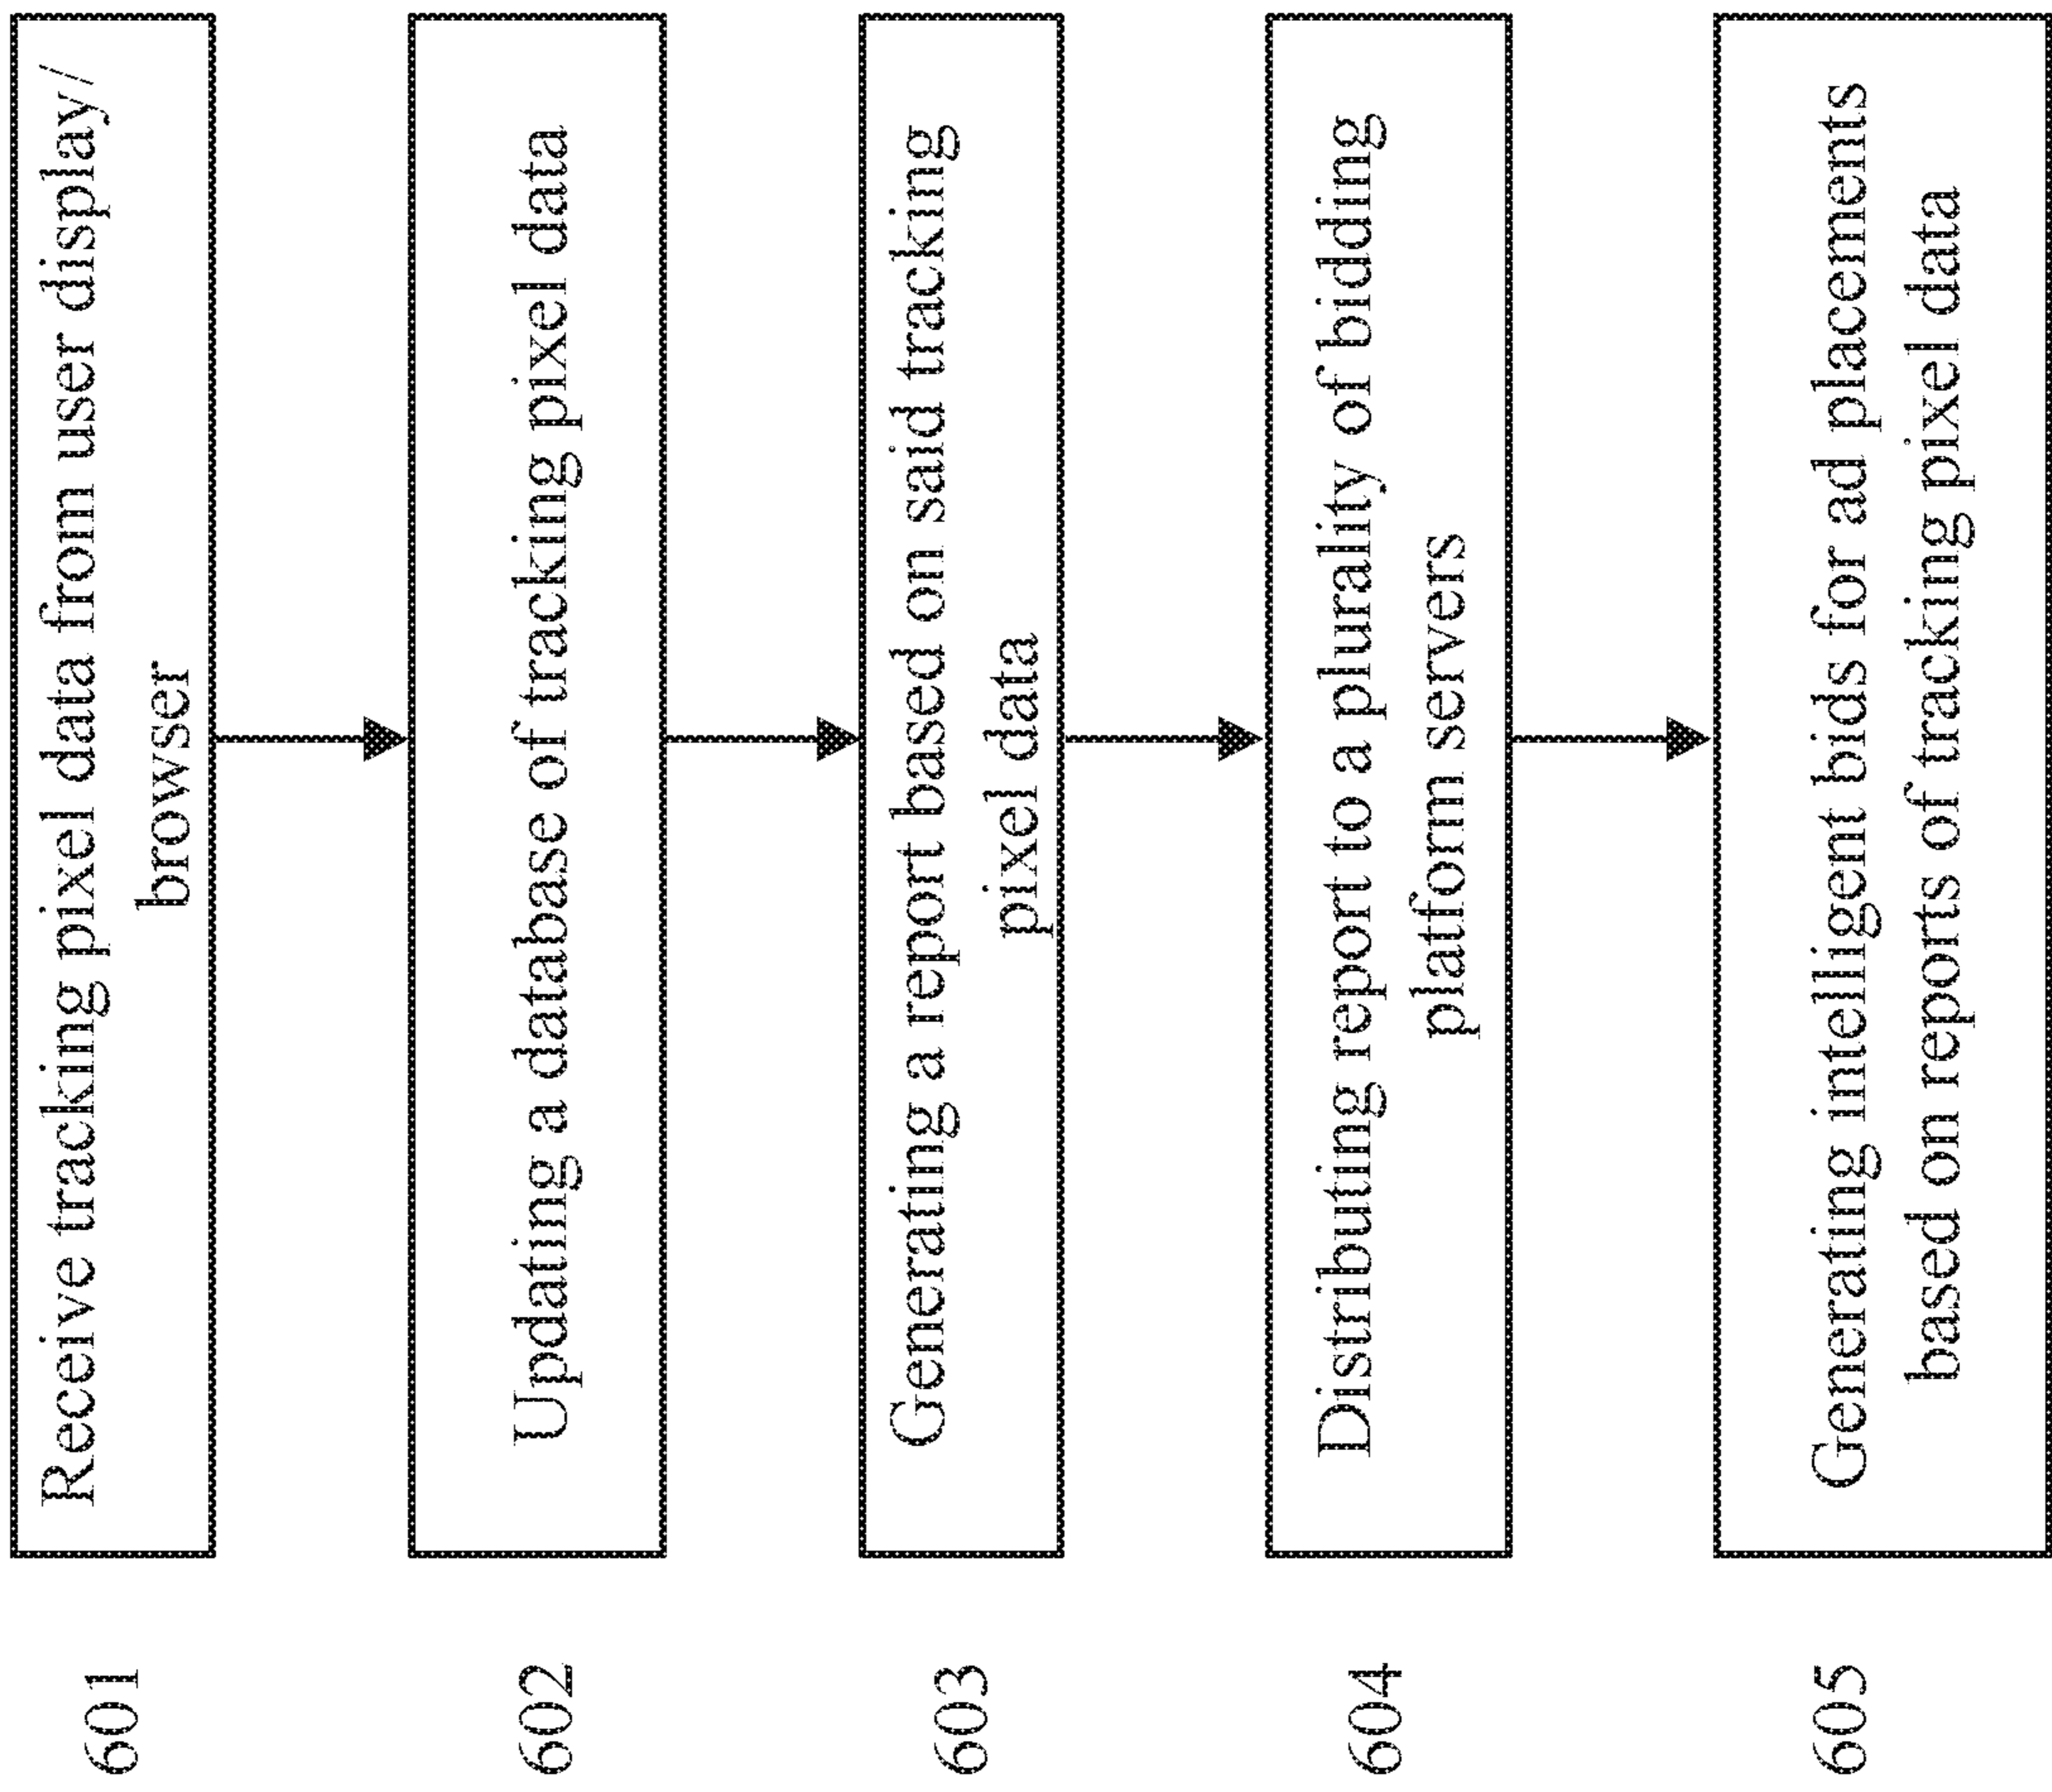 601
Receive tracking pixel data from user display/
browser
602
Updating a database of tracking pixel data
603
Generating a report based on said tracking
pixel data
604
Distributing report to a plurality of bidding
platform servers
605
Generating intelligent bids for ad placements
based on reports of tracking pixel data